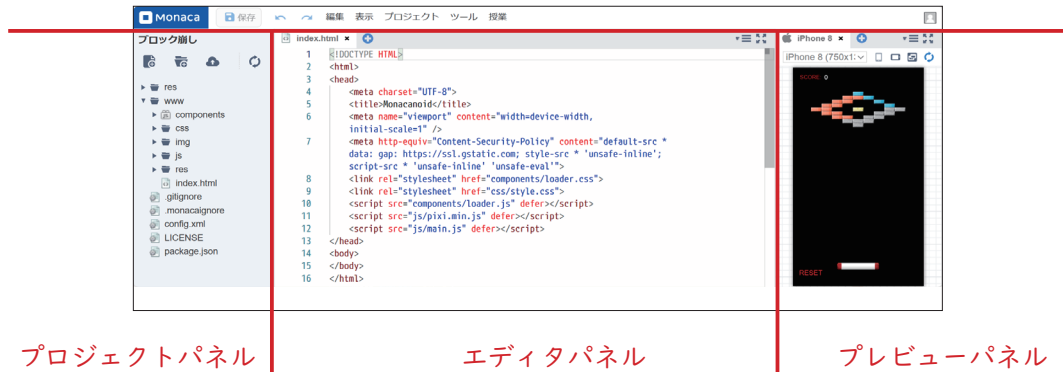 Monaca 保存 編集 表示 プロジェクト ツール 授業
ブロック崩し
res
www
components
css
img
js
res
index.html
.gitignore
.monacaignore
config.xml
LICENSE
package.json
index.html ×
1 <!DOCTYPE HTML>
2 <html>
3 <head>
4 <meta charset="UTF-8">
5 <title>Monacanoid</title>
6 <meta name="viewport" content="width=device-width,
initial-scale=1" />
7 <meta http-equiv="Content-Security-Policy" content="default-src *
data: gap: https://ssl.gstatic.com; style-src * 'unsafe-inline';
script-src * 'unsafe-inline' 'unsafe-eval'">
8 <link rel="stylesheet" href="components/loader.css">
9 <link rel="stylesheet" href="css/style.css">
10 <script src="components/loader.js" defer></script>
11 <script src="js/pixi.min.js" defer></script>
12 <script src="js/main.js" defer></script>
13 </head>
14 <body>
15 </body>
16 </html>
iPhone 8 ×
iPhone 8 (750x1:
SCORE: 0
RESET
プロジェクトパネル
エディタパネル
プレビューパネル